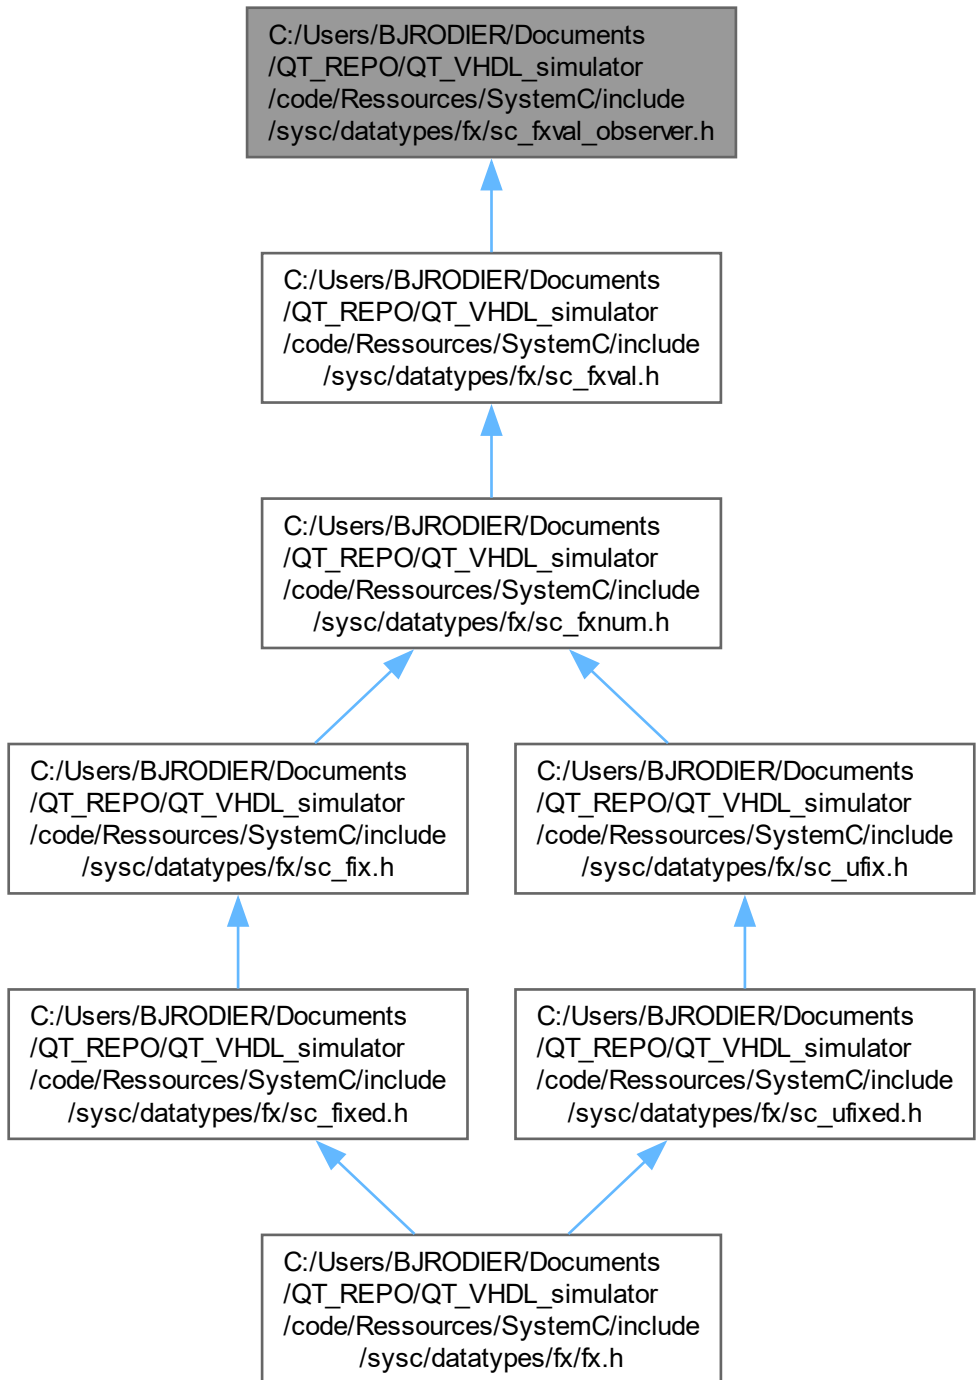 C:/Users/BJRODIER/Documents
/QT_REPO/QT_VHDL_simulator
/code/Ressources/SystemC/include
/sysc/datatypes/fx/sc_fxval_observer.h
C:/Users/BJRODIER/Documents
/QT_REPO/QT_VHDL_simulator
/code/Ressources/SystemC/include
/sysc/datatypes/fx/sc_fxval.h
C:/Users/BJRODIER/Documents
/QT_REPO/QT_VHDL_simulator
/code/Ressources/SystemC/include
/sysc/datatypes/fx/sc_fxnum.h
C:/Users/BJRODIER/Documents
/QT_REPO/QT_VHDL_simulator
/code/Ressources/SystemC/include
/sysc/datatypes/fx/sc_fix.h
C:/Users/BJRODIER/Documents
/QT_REPO/QT_VHDL_simulator
/code/Ressources/SystemC/include
/sysc/datatypes/fx/sc_ufix.h
C:/Users/BJRODIER/Documents
/QT_REPO/QT_VHDL_simulator
/code/Ressources/SystemC/include
/sysc/datatypes/fx/sc_fixed.h
C:/Users/BJRODIER/Documents
/QT_REPO/QT_VHDL_simulator
/code/Ressources/SystemC/include
/sysc/datatypes/fx/sc_ufixed.h
C:/Users/BJRODIER/Documents
/QT_REPO/QT_VHDL_simulator
/code/Ressources/SystemC/include
/sysc/datatypes/fx/fx.h